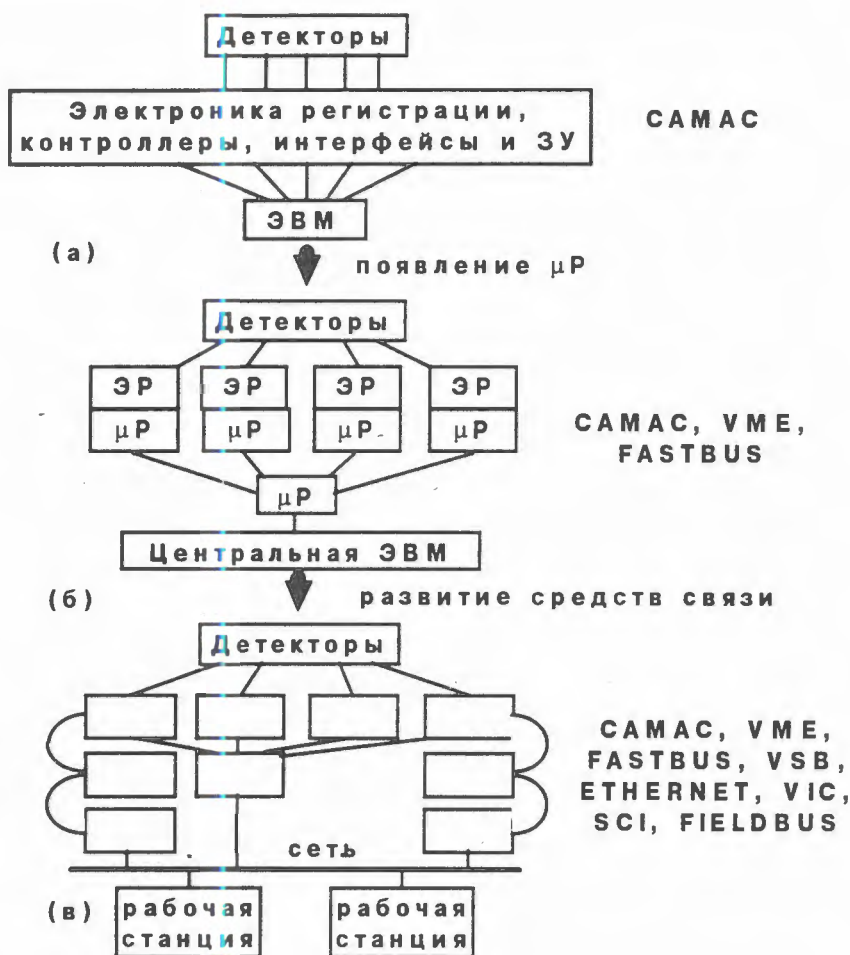 Детекторы
Электроника регистрации,
контроллеры, интерфейсы и ЗУ
CAMAC
ЭВМ
(а)
появление μP
Детекторы
ЭР ЭР ЭР ЭР
μP μP μP μP
CAMAC, VME,
FASTBUS
μP
Центральная ЭВМ
(б)
развитие средств связи
Детекторы
CAMAC, VME,
FASTBUS, VSB,
ETHERNET, VIC,
SCI, FIELDBUS
сеть
(в)
рабочая
станция
рабочая
станция